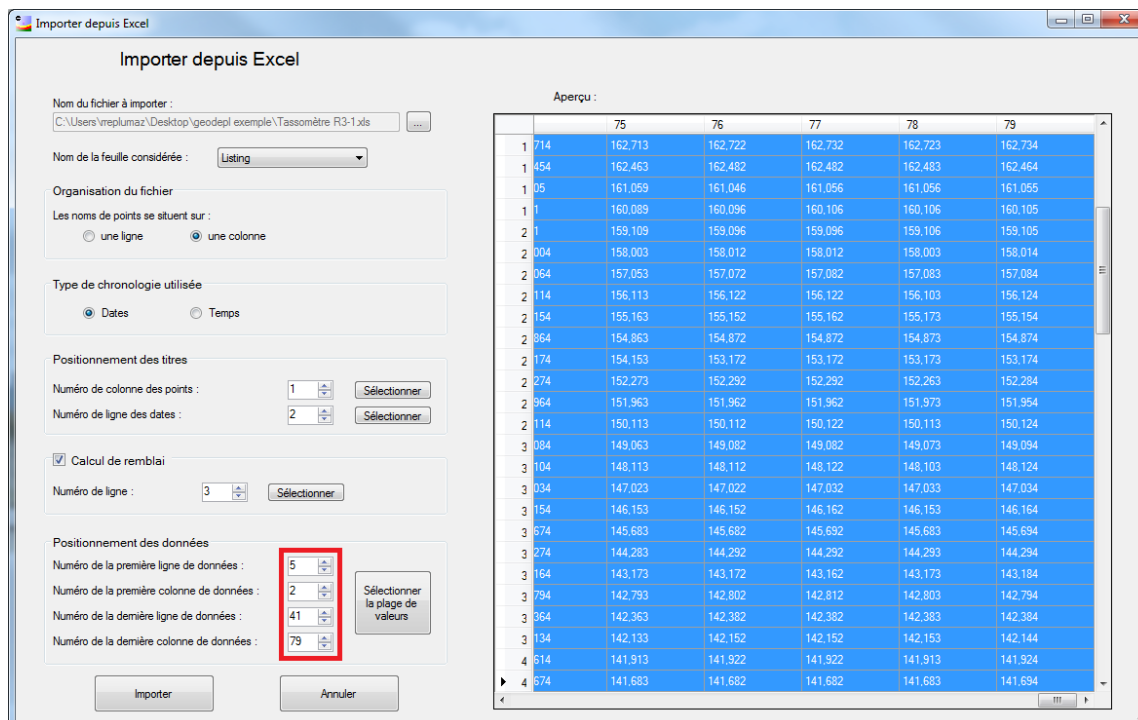 Importer depuis Excel
Importer depuis Excel
Nom du fichier à importer :
C:\Users\rreplumaz\Desktop\geodepl exemple\Tassomètre R3-1.xls ...
Nom de la feuille considérée : Listing
Organisation du fichier
Les noms de points se situent sur :
une ligne une colonne
Type de chronologie utilisée
Dates Temps
Positionnement des titres
Numéro de colonne des points : 1 Sélectionner
Numéro de ligne des dates : 2 Sélectionner
Calcul de remblai
Numéro de ligne : 3 Sélectionner
Positionnement des données
Numéro de la première ligne de données : 5
Numéro de la première colonne de données : 2
Numéro de la dernière ligne de données : 41
Numéro de la dernière colonne de données : 79
Sélectionner
la plage de
valeurs
Importer Annuler
Aperçu :
75 76 77 78 79
1 714 162,713 162,722 162,732 162,723 162,734
1 454 162,463 162,482 162,482 162,483 162,464
1 05 161,059 161,046 161,056 161,056 161,055
1 1 160,089 160,096 160,106 160,106 160,105
2 1 159,109 159,096 159,096 159,106 159,105
2 004 158,003 158,012 158,012 158,003 158,014
2 064 157,053 157,072 157,082 157,083 157,084
2 114 156,113 156,122 156,122 156,103 156,124
2 154 155,163 155,152 155,162 155,173 155,154
2 864 154,863 154,872 154,872 154,873 154,874
2 174 154,153 153,172 153,172 153,173 153,174
2 274 152,273 152,292 152,292 152,263 152,284
2 964 151,963 151,962 151,962 151,973 151,954
2 114 150,113 150,112 150,122 150,113 150,124
3 084 149,063 149,082 149,082 149,073 149,094
3 104 148,113 148,112 148,122 148,103 148,124
3 034 147,023 147,022 147,032 147,033 147,034
3 154 146,153 146,152 146,162 146,153 146,164
3 674 145,683 145,682 145,692 145,683 145,694
3 274 144,283 144,292 144,292 144,293 144,294
3 164 143,173 143,172 143,162 143,173 143,184
3 794 142,793 142,802 142,812 142,803 142,794
3 364 142,363 142,382 142,382 142,383 142,384
3 134 142,133 142,152 142,152 142,153 142,144
4 614 141,913 141,922 141,922 141,913 141,924
4 674 141,683 141,682 141,682 141,683 141,694